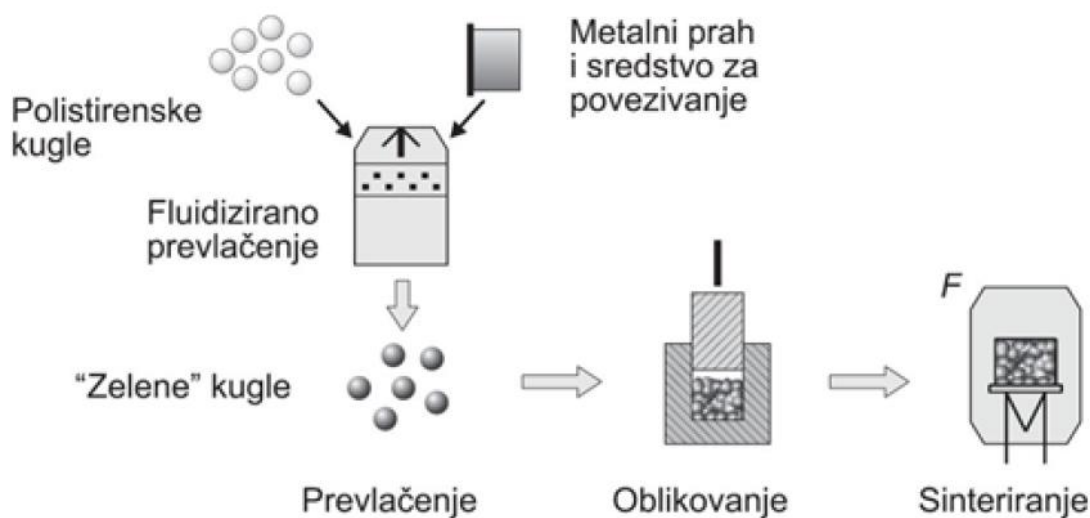 Metalni prah
i sredstvo za
povezivanje
Polistirenske
kugle
Fluidizirano
prevlačenje
F
“Zelene” kugle
Prevlačenje
Oblikovanje
Sinteriranje